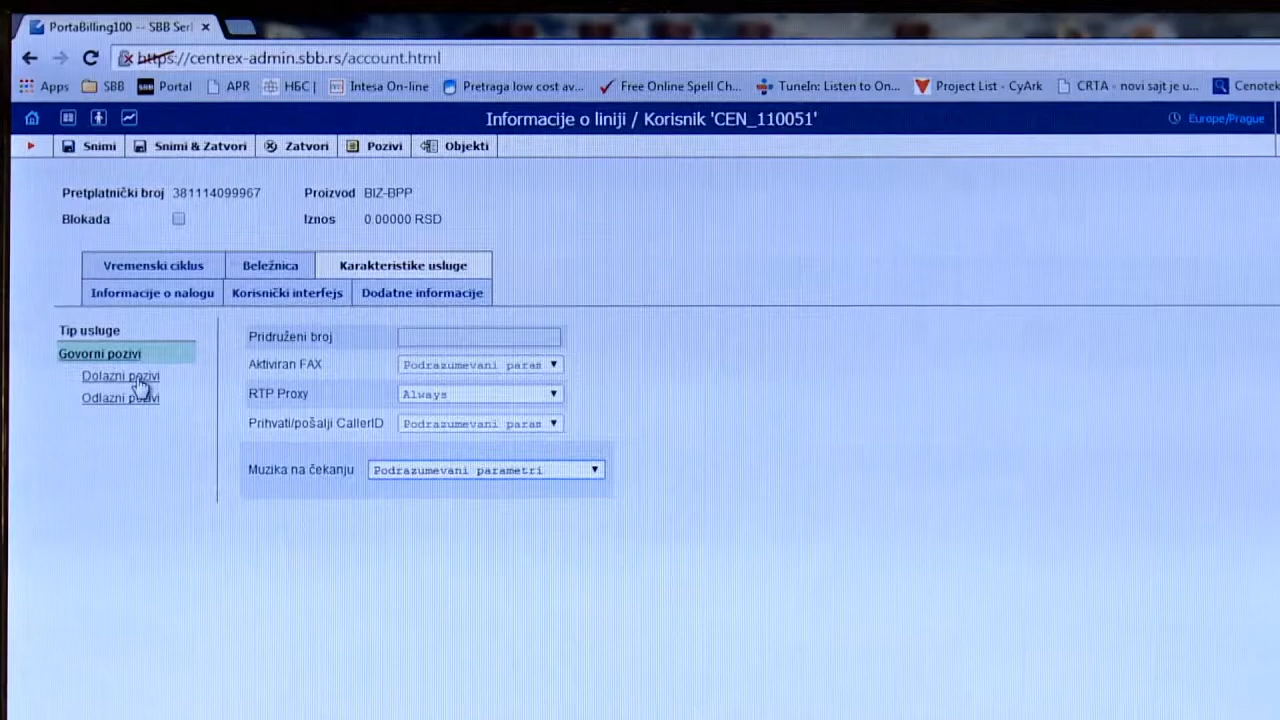 PortaBilling100 -- SBB Seri
https://centrex-admin.sbb.rs/account.html
Apps SBB Portal APR НБС | Intesa On-line Pretraga low cost av... Free Online Spell Ch... TuneIn: Listen to On... Project List - CyArk CRTA - novi sajt je u... Cenotek
Informacije o liniji / Korisnik 'CEN_110051' Europe/Prague
Snimi Snimi & Zatvori Zatvori Pozivi Objekti
Pretplatnički broj 381114099967 Proizvod BIZ-BPP
Blokada Iznos 0.00000 RSD
Vremenski ciklus Beležnica Karakteristike usluge
Informacije o nalogu Korisnički interfejs Dodatne informacije
Tip usluge
Govorni pozivi
Dolazni pozivi
Odlazni pozivi
Pridruženi broj
Aktiviran FAX Podrazumevani param
RTP Proxy Always
Prihvati/pošalji CallerID Podrazumevani param
Muzika na čekanju Podrazumevani parametri